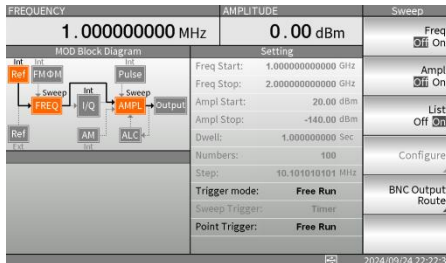 FREQUENCY
1.000000000 MHz
AMPLITUDE
0.00 dBm
MOD Block Diagram
Int
Ref
FMΦM
Int
Int
Pulse
Sweep
FREQ
Int
I/Q
Sweep
AMPL
Output
Ref
Ext
AM
Int
ALC
Setting
Freq Start: 1.000000000000 GHz
Freq Stop: 2.000000000000 GHz
Ampl Start: 20.00 dBm
Ampl Stop: -140.00 dBm
Dwell: 1.000000000 Sec
Numbers: 100
Step: 10.101010101 MHz
Trigger mode: Free Run
Sweep Trigger: Timer
Point Trigger: Free Run
Sweep
Freq
Off On
Ampl
Off On
List
Off On
Configure
BNC Output
Route
2024/09/24 22:22:3